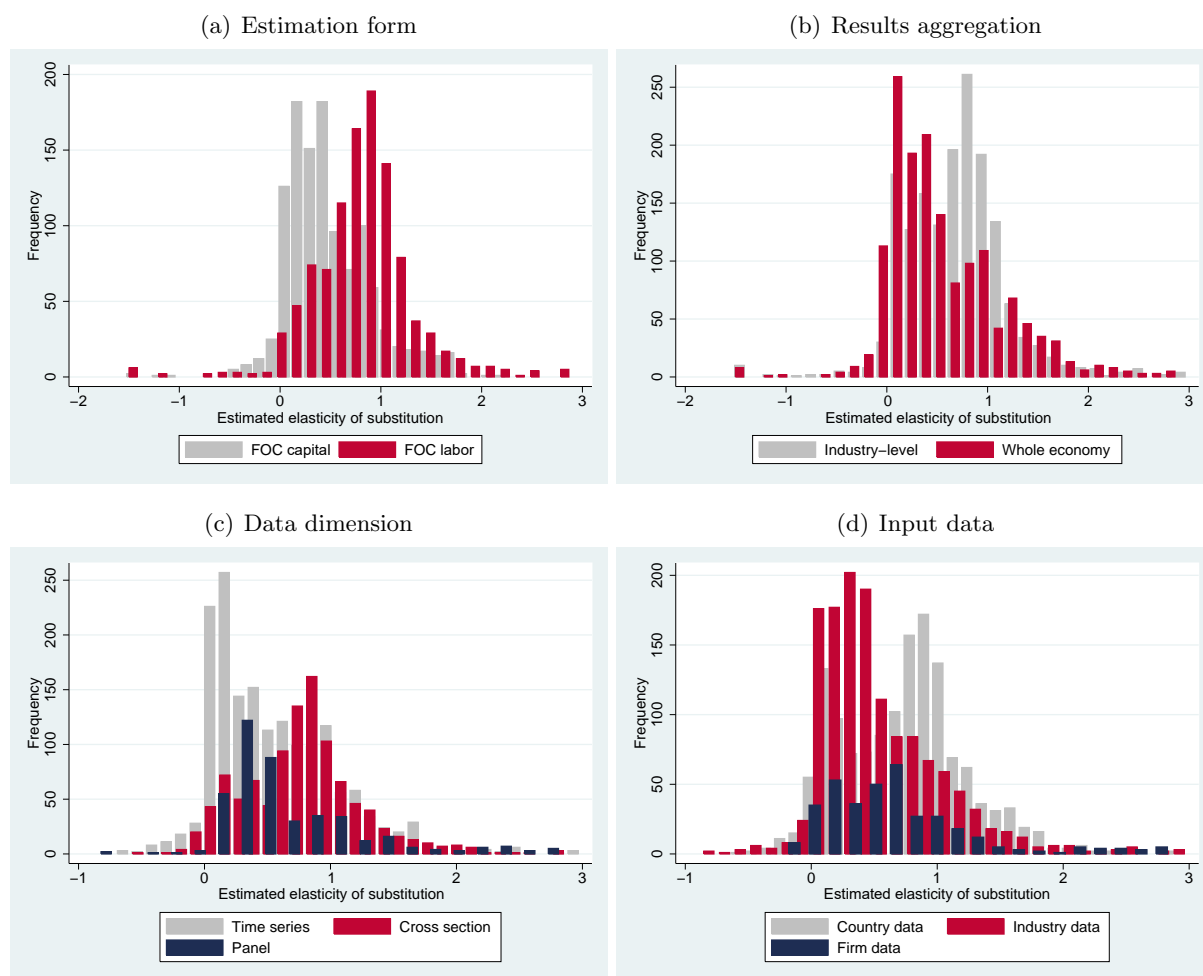 (a) Estimation form
200
150
100
50
0
Frequency
−2 −1 0 1 2 3
Estimated elasticity of substitution
FOC capital FOC labor
(b) Results aggregation
250
200
150
100
50
0
Frequency
−2 −1 0 1 2 3
Estimated elasticity of substitution
Industry−level Whole economy
(c) Data dimension
250
200
150
100
50
0
Frequency
−1 0 1 2 3
Estimated elasticity of substitution
Time series Cross section
Panel
(d) Input data
200
150
100
50
0
Frequency
−1 0 1 2 3
Estimated elasticity of substitution
Country data Industry data
Firm data